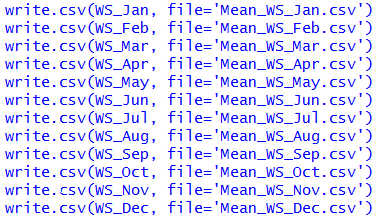 write.csv(WS_Jan, file='Mean_WS_Jan.csv')
write.csv(WS_Feb, file='Mean_WS_Feb.csv')
write.csv(WS_Mar, file='Mean_WS_Mar.csv')
write.csv(WS_Apr, file='Mean_WS_Apr.csv')
write.csv(WS_May, file='Mean_WS_May.csv')
write.csv(WS_Jun, file='Mean_WS_Jun.csv')
write.csv(WS_Jul, file='Mean_WS_Jul.csv')
write.csv(WS_Aug, file='Mean_WS_Aug.csv')
write.csv(WS_Sep, file='Mean_WS_Sep.csv')
write.csv(WS_Oct, file='Mean_WS_Oct.csv')
write.csv(WS_Nov, file='Mean_WS_Nov.csv')
write.csv(WS_Dec, file='Mean_WS_Dec.csv')